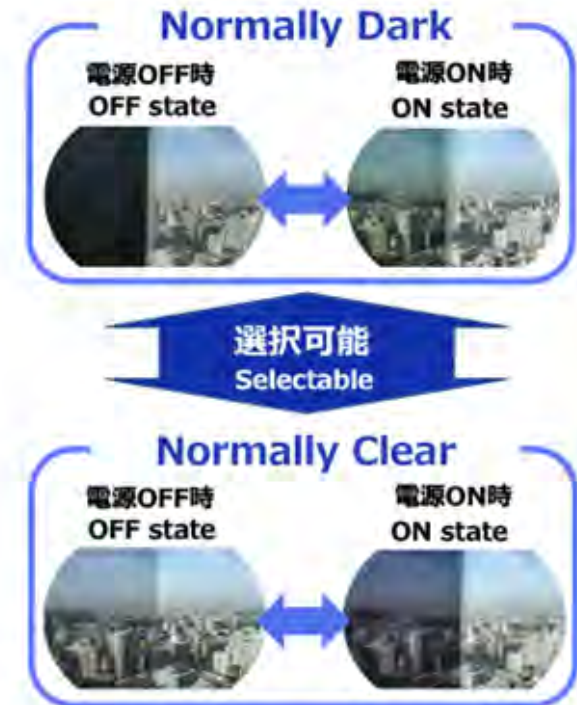 Normally Dark
電源OFF時
OFF state
電源ON時
ON state
選択可能
Selectable
Normally Clear
電源OFF時
OFF state
電源ON時
ON state